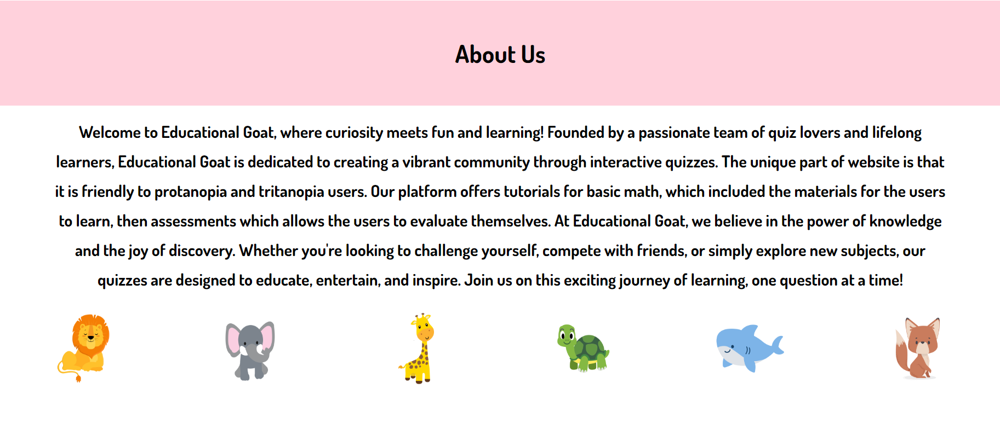 About Us
Welcome to Educational Goat, where curiosity meets fun and learning! Founded by a passionate team of quiz lovers and lifelong
learners, Educational Goat is dedicated to creating a vibrant community through interactive quizzes. The unique part of website is that
it is friendly to protanopia and tritanopia users. Our platform offers tutorials for basic math, which included the materials for the users
to learn, then assessments which allows the users to evaluate themselves. At Educational Goat, we believe in the power of knowledge
and the joy of discovery. Whether you're looking to challenge yourself, compete with friends, or simply explore new subjects, our
quizzes are designed to educate, entertain, and inspire. Join us on this exciting journey of learning, one question at a time!